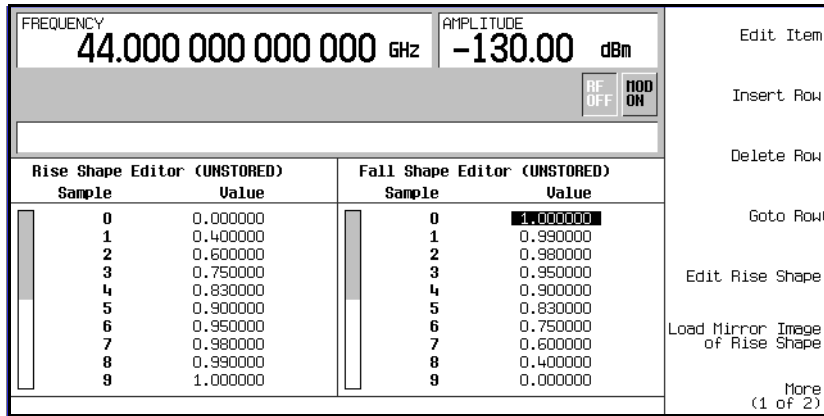 FREQUENCY
44.000 000 000 000 GHz
AMPLITUDE
-130.00 dBm
RF OFF
MOD ON
Rise Shape Editor (UNSTORED)
Sample Value
0 0.000000
1 0.400000
2 0.600000
3 0.750000
4 0.830000
5 0.900000
6 0.950000
7 0.980000
8 0.990000
9 1.000000
Fall Shape Editor (UNSTORED)
Sample Value
0 1.000000
1 0.990000
2 0.980000
3 0.950000
4 0.900000
5 0.830000
6 0.750000
7 0.600000
8 0.400000
9 0.000000
Edit Item
Insert Row
Delete Row
Goto Row
Edit Rise Shape
Load Mirror Image
of Rise Shape
More
(1 of 2)